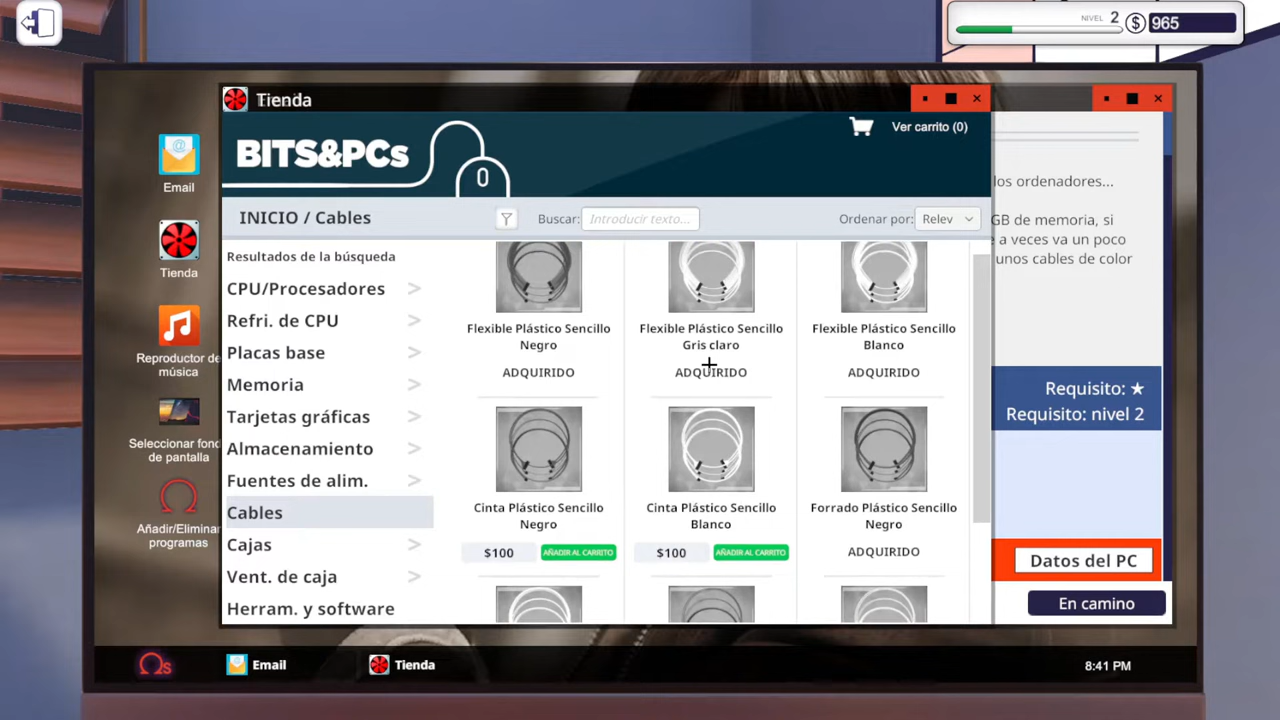 NIVEL 2 $ 965
Tienda
BITS&PCs
Ver carrito (0)
INICIO / Cables
Buscar: Introducir texto...
Ordenar por: Relev
Resultados de la búsqueda
CPU/Procesadores >
Refri. de CPU >
Placas base >
Memoria >
Tarjetas gráficas >
Almacenamiento >
Fuentes de alim. >
Cables
Cajas >
Vent. de caja >
Herram. y software
Flexible Plástico Sencillo
Negro
ADQUIRIDO
Flexible Plástico Sencillo
Gris claro
ADQUIRIDO
Flexible Plástico Sencillo
Blanco
ADQUIRIDO
Cinta Plástico Sencillo
Negro
$100 AÑADIR AL CARRITO
Cinta Plástico Sencillo
Blanco
$100 AÑADIR AL CARRITO
Forrado Plástico Sencillo
Negro
ADQUIRIDO
los ordenadores...
GB de memoria, si
e a veces va un poco
unos cables de color
Requisito: ★
Requisito: nivel 2
Datos del PC
En camino
Email
Tienda
Reproductor de
música
Seleccionar fond
de pantalla
Añadir/Eliminar
programas
Ωs
Email
Tienda
8:41 PM